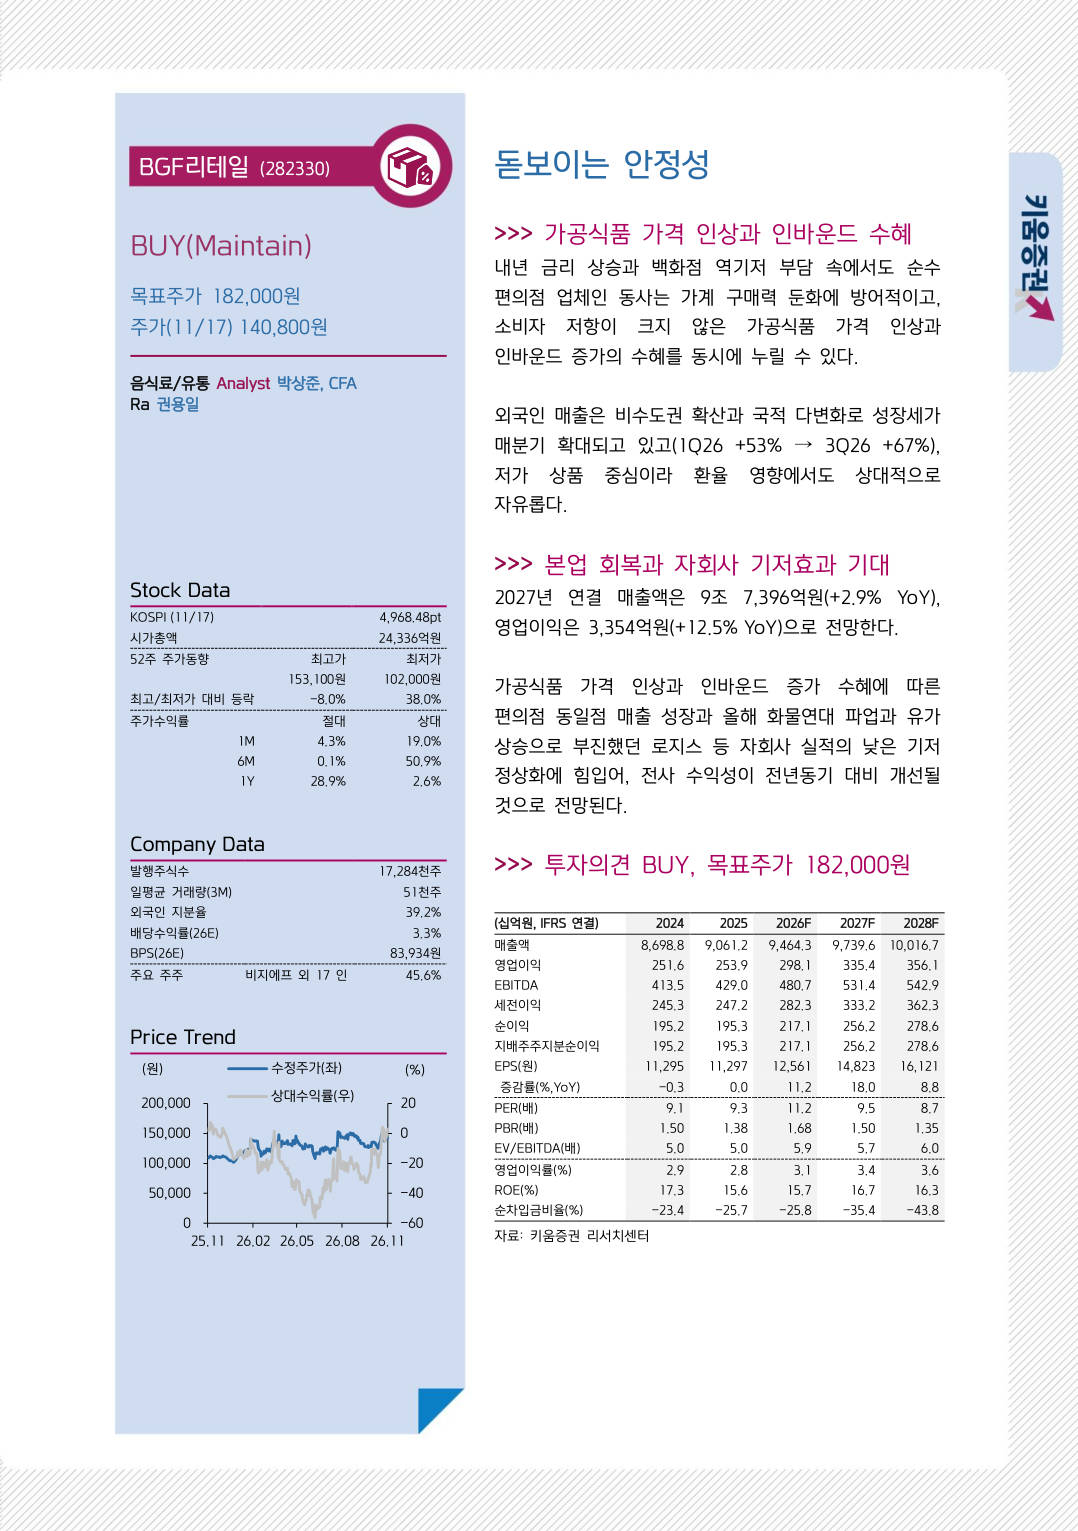 BGF리테일 (282330)
BUY(Maintain)
목표주가 182,000원
주가(11/17) 140,800원
음식료/유통 Analyst 박상준, CFA
Ra 권용일
Stock Data
KOSPI (11/17) 4,968.48pt
시가총액 24,336억원
52주 주가동향 최고가 최저가
153,100원 102,000원
최고/최저가 대비 등락 -8.0% 38.0%
주가수익률 절대 상대
1M 4.3% 19.0%
6M 0.1% 50.9%
1Y 28.9% 2.6%
Company Data
발행주식수 17,284천주
일평균 거래량(3M) 51천주
외국인 지분율 39.2%
배당수익률(26E) 3.3%
BPS(26E) 83,934원
주요 주주 비지에프 외 17 인 45.6%
Price Trend
(원) 수정주가(좌) (%)
상대수익률(우)
200,000 20
150,000 0
100,000 -20
50,000 -40
0 -60
25.11 26.02 26.05 26.08 26.11
돋보이는 안정성
>>> 가공식품 가격 인상과 인바운드 수혜
내년 금리 상승과 백화점 역기저 부담 속에서도 순수
편의점 업체인 동사는 가계 구매력 둔화에 방어적이고,
소비자 저항이 크지 않은 가공식품 가격 인상과
인바운드 증가의 수혜를 동시에 누릴 수 있다.
외국인 매출은 비수도권 확산과 국적 다변화로 성장세가
매분기 확대되고 있고(1Q26 +53% → 3Q26 +67%),
저가 상품 중심이라 환율 영향에서도 상대적으로
자유롭다.
>>> 본업 회복과 자회사 기저효과 기대
2027년 연결 매출액은 9조 7,396억원(+2.9% YoY),
영업이익은 3,354억원(+12.5% YoY)으로 전망한다.
가공식품 가격 인상과 인바운드 증가 수혜에 따른
편의점 동일점 매출 성장과 올해 화물연대 파업과 유가
상승으로 부진했던 로지스 등 자회사 실적의 낮은 기저
정상화에 힘입어, 전사 수익성이 전년동기 대비 개선될
것으로 전망된다.
>>> 투자의견 BUY, 목표주가 182,000원
(십억원, IFRS 연결) 2024 2025 2026F 2027F 2028F
매출액 8,698.8 9,061.2 9,464.3 9,739.6 10,016.7
영업이익 251.6 253.9 298.1 335.4 356.1
EBITDA 413.5 429.0 480.7 531.4 542.9
세전이익 245.3 247.2 282.3 333.2 362.3
순이익 195.2 195.3 217.1 256.2 278.6
지배주주지분순이익 195.2 195.3 217.1 256.2 278.6
EPS(원) 11,295 11,297 12,561 14,823 16,121
증감률(%,YoY) -0.3 0.0 11.2 18.0 8.8
PER(배) 9.1 9.3 11.2 9.5 8.7
PBR(배) 1.50 1.38 1.68 1.50 1.35
EV/EBITDA(배) 5.0 5.0 5.9 5.7 6.0
영업이익률(%) 2.9 2.8 3.1 3.4 3.6
ROE(%) 17.3 15.6 15.7 16.7 16.3
순차입금비율(%) -23.4 -25.7 -25.8 -35.4 -43.8
자료: 키움증권 리서치센터
키움증권